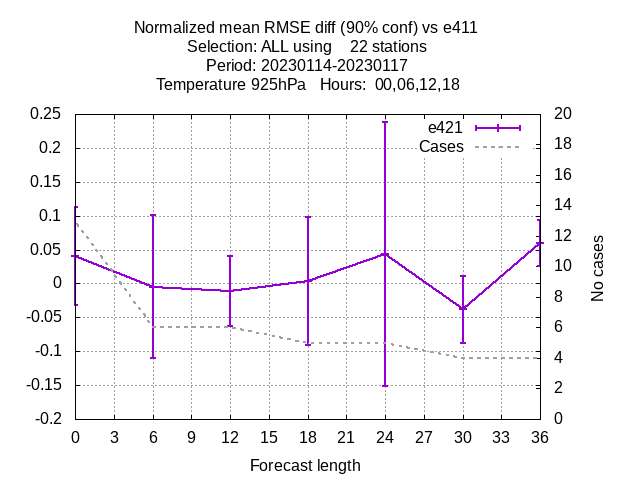 Normalized mean RMSE diff (90% conf) vs e411
Selection: ALL using    22 stations
Period: 20230114-20230117
Temperature 925hPa   Hours:  00,06,12,18
0.25
0.2
0.15
0.1
0.05
0
-0.05
-0.1
-0.15
-0.2
e421
Cases
20
18
16
14
12
10
8
6
4
2
0
No cases
0 3 6 9 12 15 18 21 24 27 30 33 36
Forecast length